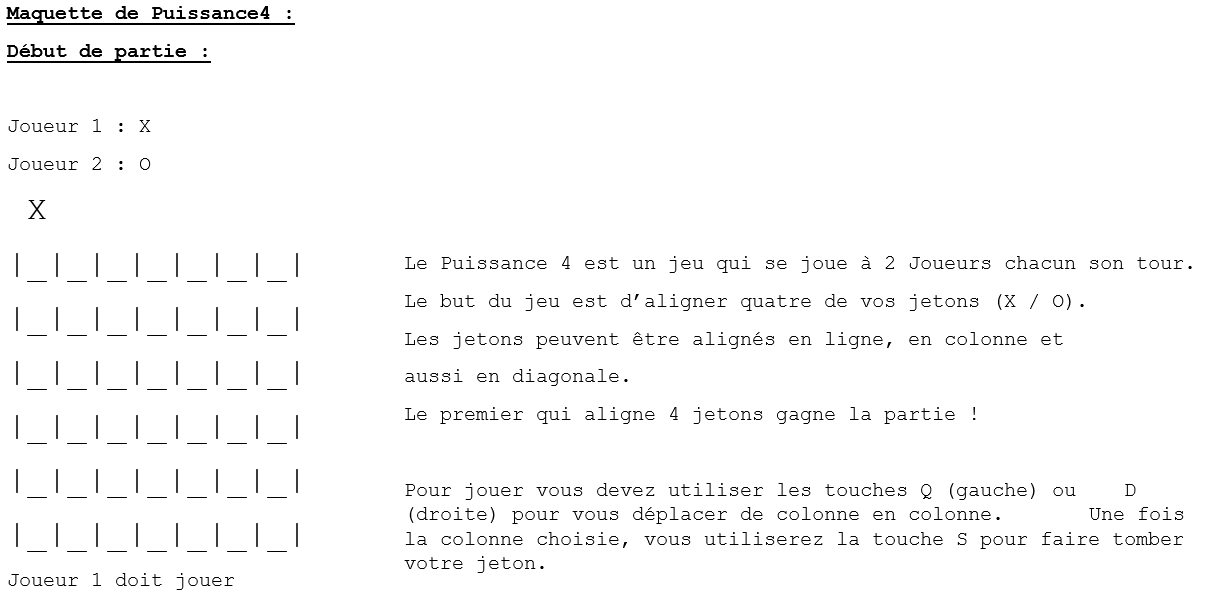 Maquette de Puissance4 :
Début de partie :
Joueur 1 : X
Joueur 2 : O
X
|_|_|_|_|_|_|_|
|_|_|_|_|_|_|_|
|_|_|_|_|_|_|_|
|_|_|_|_|_|_|_|
|_|_|_|_|_|_|_|
|_|_|_|_|_|_|_|
Joueur 1 doit jouer
Le Puissance 4 est un jeu qui se joue à 2 Joueurs chacun son tour.
Le but du jeu est d’aligner quatre de vos jetons (X / O).
Les jetons peuvent être alignés en ligne, en colonne et
aussi en diagonale.
Le premier qui aligne 4 jetons gagne la partie !
Pour jouer vous devez utiliser les touches Q (gauche) ou    D
(droite) pour vous déplacer de colonne en colonne.       Une fois
la colonne choisie, vous utiliserez la touche S pour faire tomber
votre jeton.